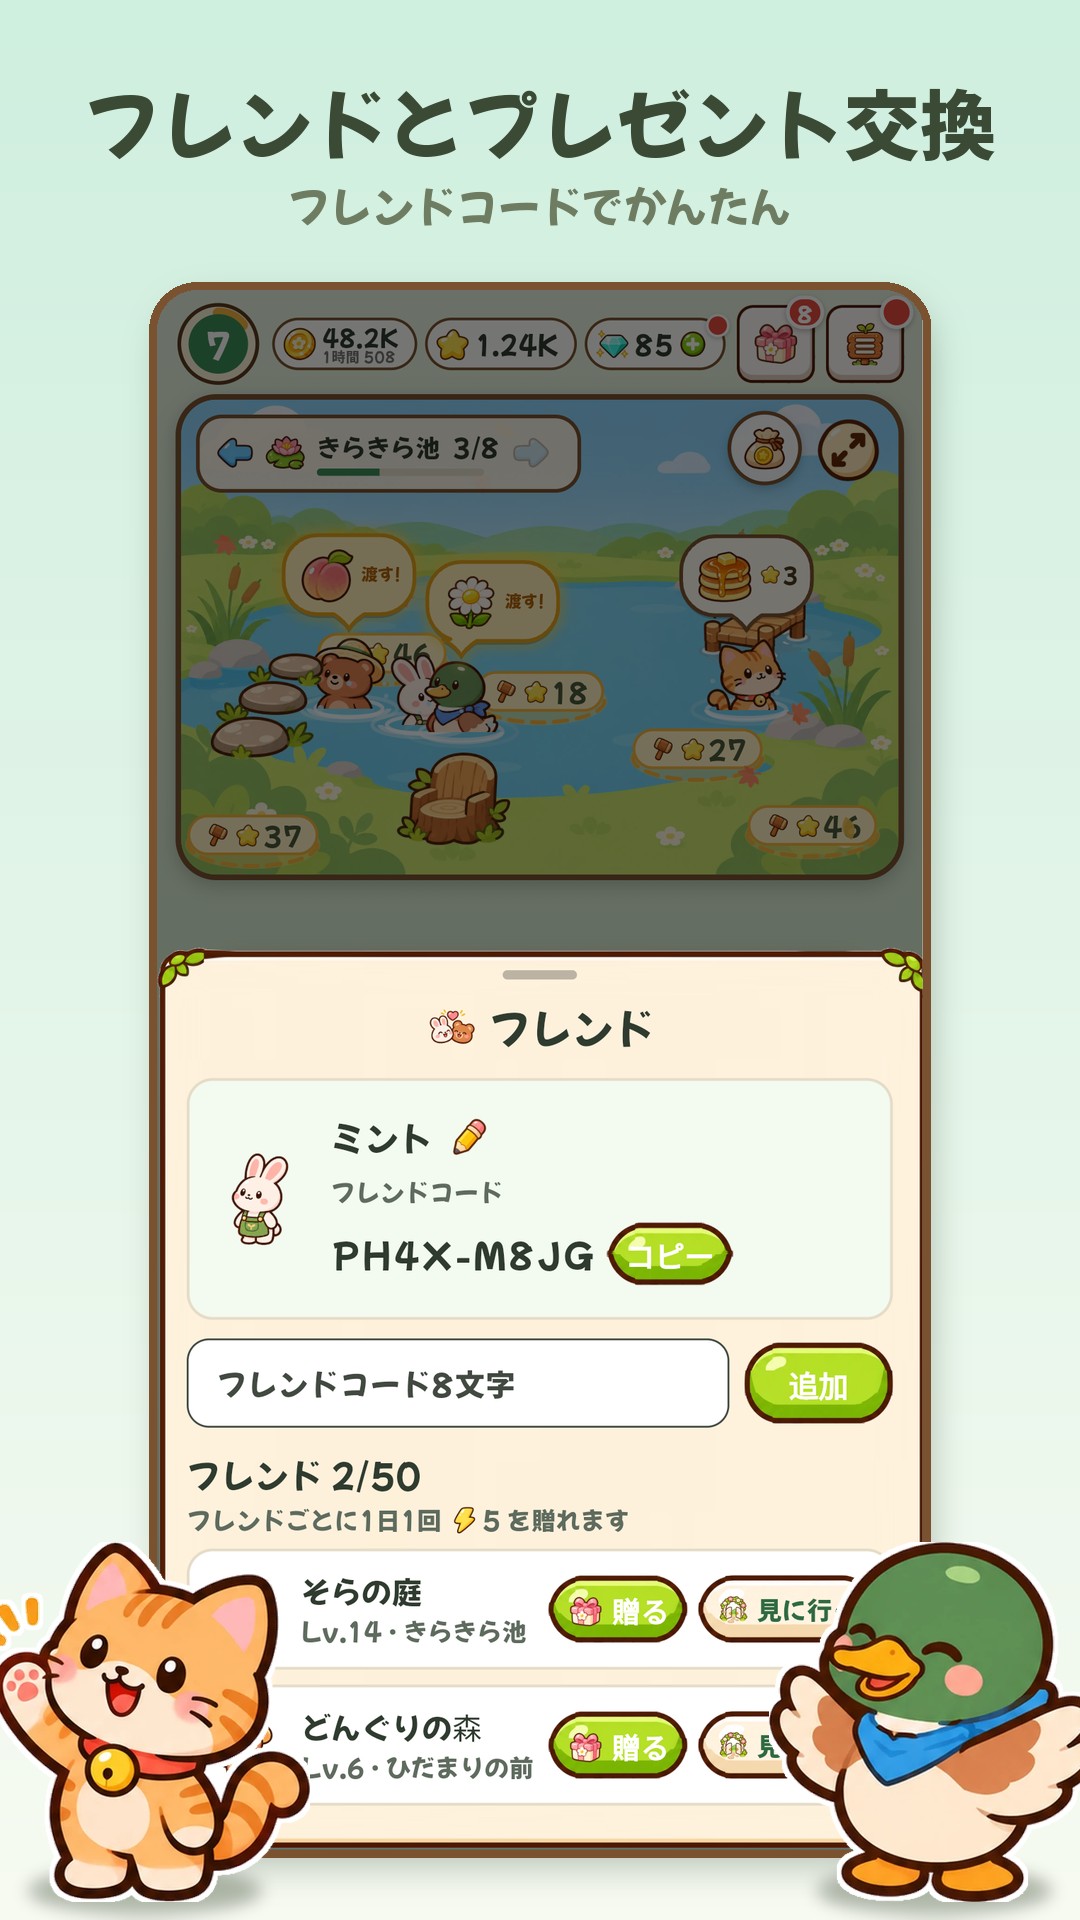 フレンドとプレゼント交換
フレンドコードでかんたん
7
48.2K
1時間 508
1.24K
85
8
きらきら池 3/8
渡す!
渡す!
3
46
18
27
37
46
フレンド
ミント
フレンドコード
PH4X-M8JG
コピー
フレンドコード8文字
追加
フレンド 2/50
フレンドごとに1日1回 5 を贈れます
そらの庭
Lv.14・きらきら池
贈る
見に行
どんぐりの森
Lv.6・ひだまりの前
贈る
見